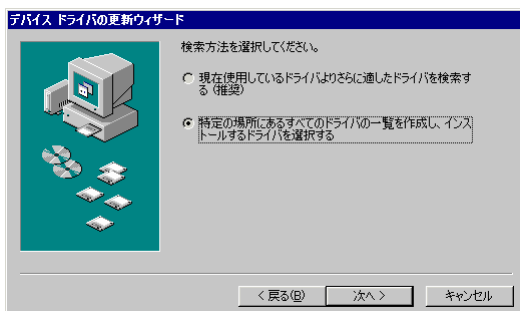 デバイス ドライバの更新ウィザード
検索方法を選択してください。
現在使用しているドライバよりさらに適したドライバを検索す
る (推奨)
特定の場所にあるすべてのドライバの一覧を作成し、インス
トールするドライバを選択する
< 戻る(B) 次へ > キャンセル